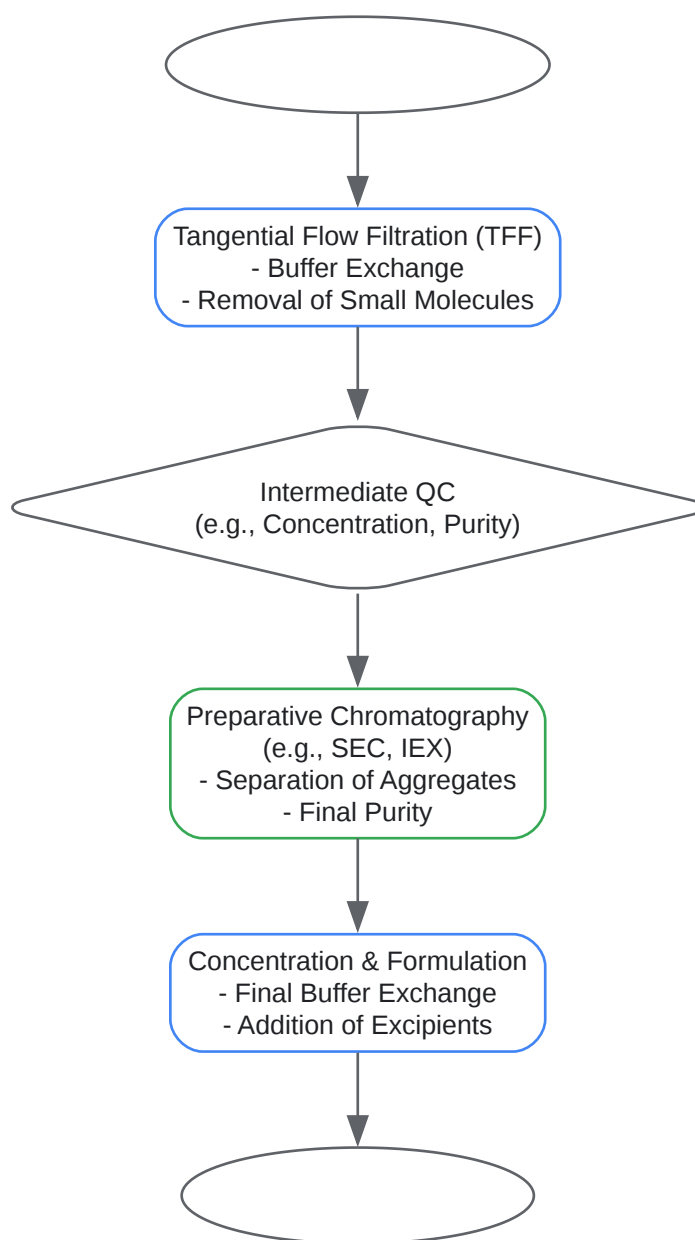 Tangential Flow Filtration (TFF)
- Buffer Exchange
- Removal of Small Molecules
Intermediate QC
(e.g., Concentration, Purity)
Preparative Chromatography
(e.g., SEC, IEX)
- Separation of Aggregates
- Final Purity
Concentration & Formulation
- Final Buffer Exchange
- Addition of Excipients